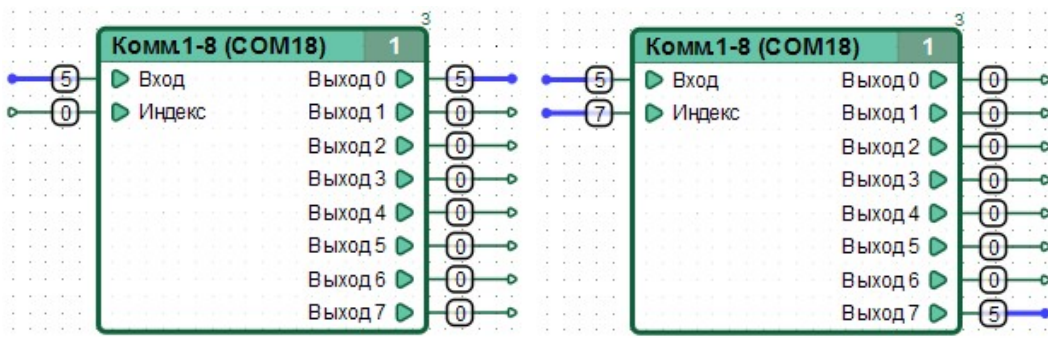 3
Комм.1-8 (COM18) 1
5 Вход Выход 0 5
0 Индекс Выход 1 0
Выход 2 0
Выход 3 0
Выход 4 0
Выход 5 0
Выход 6 0
Выход 7 0
3
Комм.1-8 (COM18) 1
5 Вход Выход 0 0
7 Индекс Выход 1 0
Выход 2 0
Выход 3 0
Выход 4 0
Выход 5 0
Выход 6 0
Выход 7 5